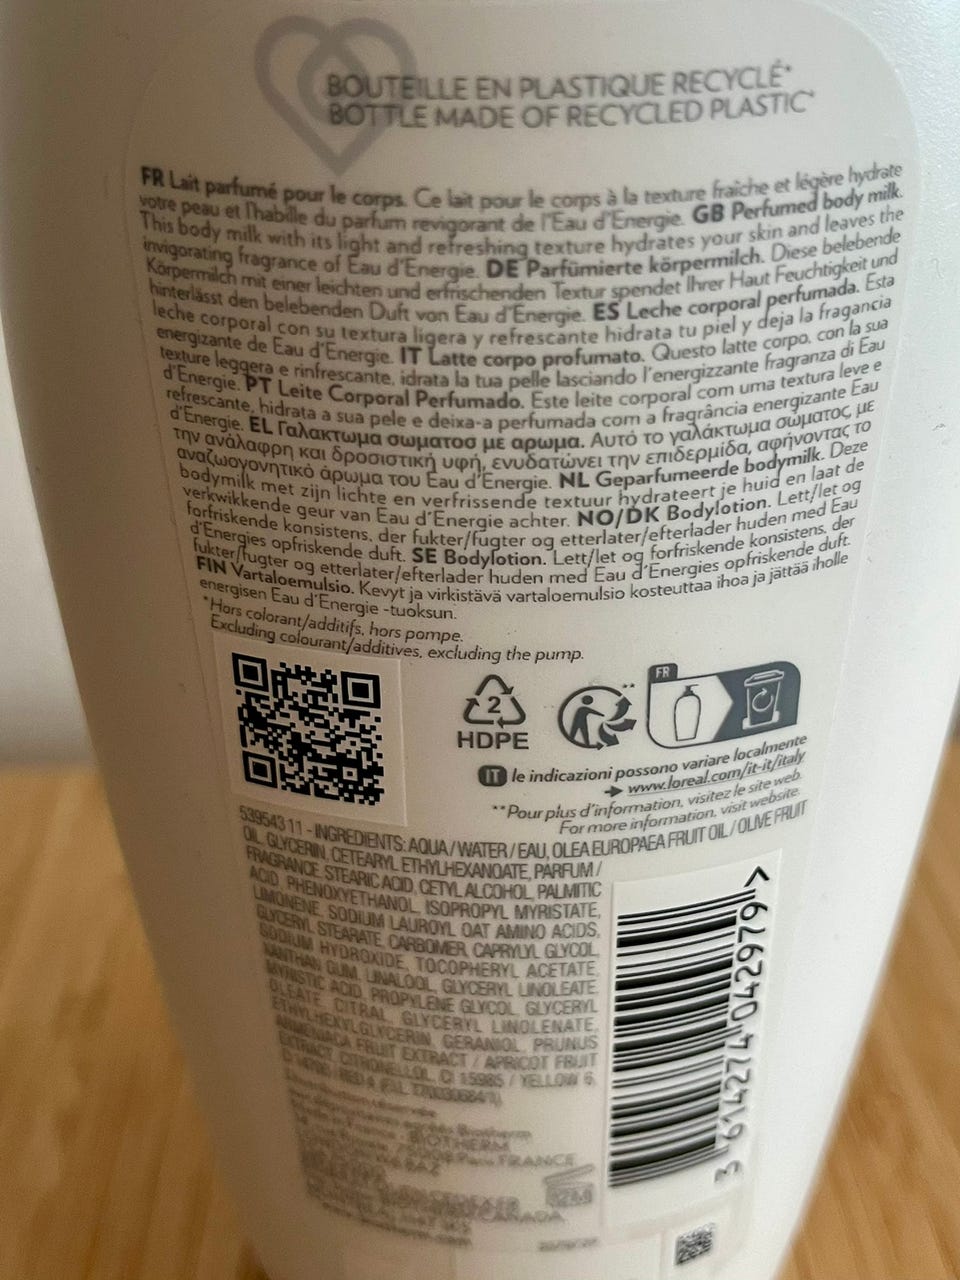 BOUTEILLE EN PLASTIQUE RECYCLÉ*
BOTTLE MADE OF RECYCLED PLASTIC*
FR Lait parfumé pour le corps. Ce lait pour le corps à la texture fraîche et légère hydrate
votre peau et l'habille du parfum revigorant de l'Eau d'Energie. GB Perfumed body milk.
This body milk with its light and refreshing texture hydrates your skin and leaves the
invigorating fragrance of Eau d'Energie. DE Parfümierte körpermilch. Diese belebende
Körpermilch mit einer leichten und erfrischenden Textur spendet Ihrer Haut Feuchtigkeit und
hinterlässt den belebenden Duft von Eau d'Energie. ES Leche corporal perfumada. Esta
leche corporal con su textura ligera y refrescante hidrata tu piel y deja la fragancia
energizante de Eau d'Energie. IT Latte corpo profumato. Questo latte corpo, con la sua
texture leggera e rinfrescante, idrata la tua pelle lasciando l'energizzante fragranza di Eau
d'Energie. PT Leite Corporal Perfumado. Este leite corporal com uma textura leve e
refrescante, hidrata a sua pele e deixa-a perfumada com a fragrância energizante Eau
d'Energie. EL Γαλακτωμα σωματοσ με αρωμα. Αυτό το γαλάκτωμα σώματος, με
την ανάλαφρη και δροσιστική υφή, ενυδατώνει την επιδερμίδα, αφήνοντας το
αναζωογονητικό άρωμα του Eau d'Energie. NL Geparfumeerde bodymilk. Deze
bodymilk met zijn lichte en verfrissende textuur hydrateert je huid en laat de
verkwikkende geur van Eau d'Energie achter. NO/DK Bodylotion. Lett/let og
forfriskende konsistens, der fukter/fugter og etterlater/efterlader huden med Eau
d'Energies opfriskende duft. SE Bodylotion. Lett/let og forfriskende konsistens, der
fukter/fugter og etterlater/efterlader huden med Eau d'Energies opfriskende duft.
FIN Vartaloemulsio. Kevyt ja virkistävä vartaloemulsio kosteuttaa ihoa ja jättää iholle
energisen Eau d'Energie -tuoksun.
*Hors colorant/additifs, hors pompe.
Excluding colourant/additives, excluding the pump.
2
HDPE
**
FR
IT le indicazioni possono variare localmente
www.loreal.com/it-it/italy
**Pour plus d'information, visitez le site web.
For more information, visit website.
539543 11 - INGREDIENTS: AQUA / WATER / EAU, OLEA EUROPAEA FRUIT OIL / OLIVE FRUIT
OIL, GLYCERIN, CETEARYL ETHYLHEXANOATE, PARFUM /
FRAGRANCE STEARIC ACID, CETYL ALCOHOL, PALMITIC
ACID, PHENOXYETHANOL, ISOPROPYL MYRISTATE,
LIMONENE, SODIUM LAUROYL OAT AMINO ACIDS,
GLYCERYL STEARATE, CARBOMER, CAPRYLYL GLYCOL,
SODIUM HYDROXIDE, TOCOPHERYL ACETATE,
XANTHAN GUM, LINALOOL, GLYCERYL LINOLEATE,
MYRISTIC ACID, PROPYLENE GLYCOL, GLYCERYL
OLEATE, CITRAL, GLYCERYL LINOLENATE,
ETHYLHEXYLGLYCERIN, GERANIOL, PRUNUS
ARMENIACA FRUIT EXTRACT / APRICOT FRUIT
EXTRACT, CITRONELLOL, CI 15985 / YELLOW 6,
CI 14700 / RED 4
BIOTHERM
75008 Paris FRANCE
CANADA
3 614274 042979 >